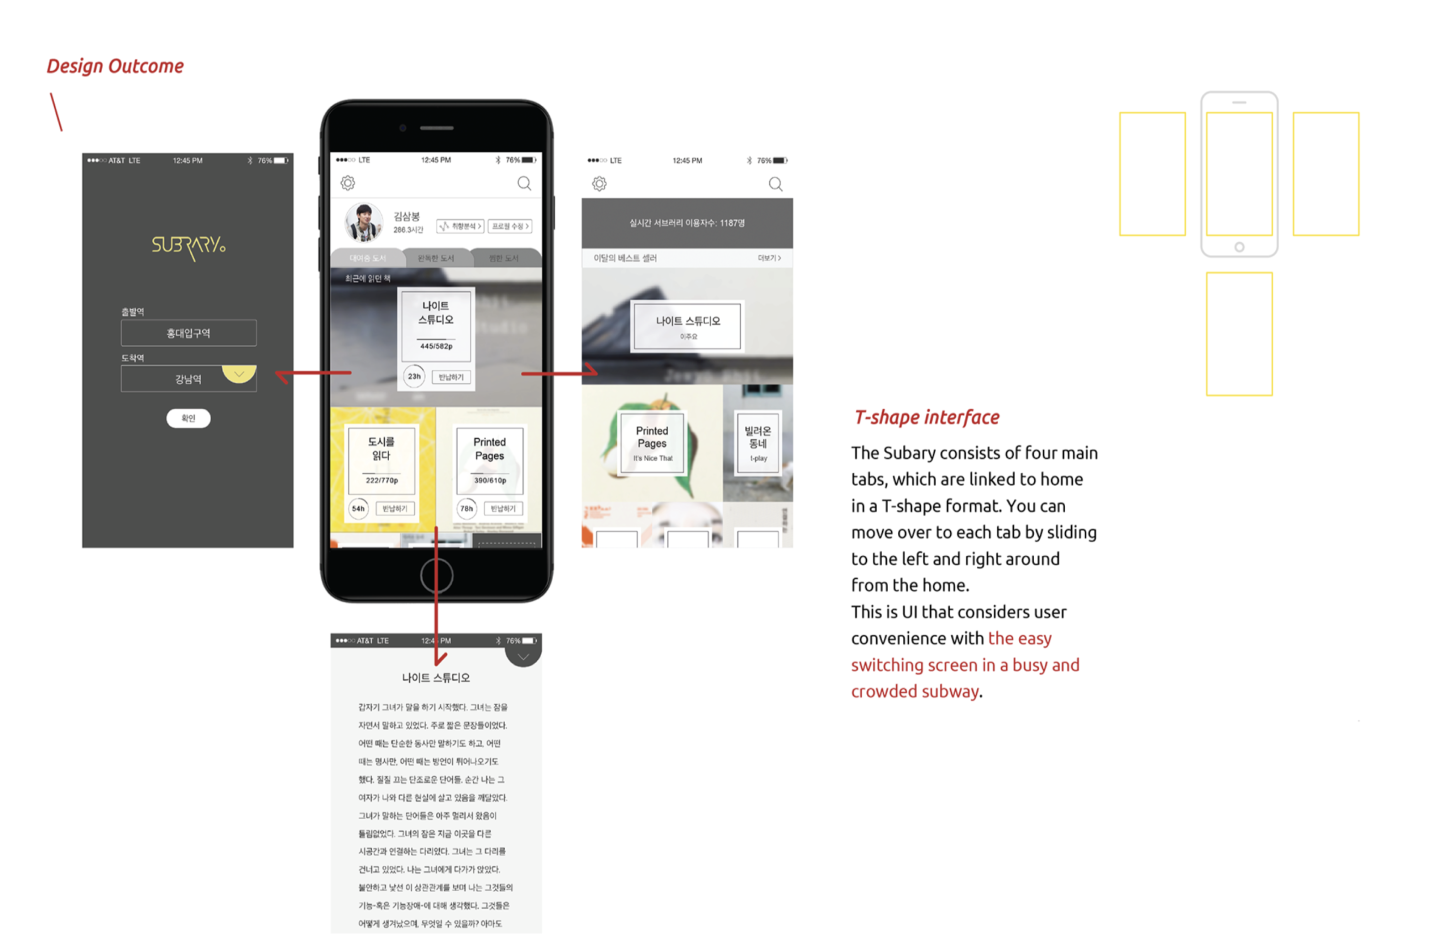 Design Outcome
AT&T LTE 12:45 PM 76%
SUBRARY.
출발역
홍대입구역
도착역
강남역
확인
LTE 12:45 PM 76%
김삼봉
286.3시간
취향분석 >
프로필 수정 >
대여중 도서
완독한 도서
찜한 도서
최근에 읽던 책
나이트
스튜디오
445/582p
23h 반납하기
도시를
읽다
222/770p
54h 반납하기
Printed
Pages
390/610p
78h 반납하기
LTE 12:45 PM 76%
실시간 서브러리 이용자수: 1187명
이달의 베스트 셀러
더보기 >
나이트 스튜디오
이주요
Printed
Pages
It's Nice That
빌려온
동네
I-play
AT&T LTE 12:45 PM 76%
나이트 스튜디오
갑자기 그녀가 말을 하기 시작했다. 그녀는 잠을
자면서 말하고 있었다. 주로 짧은 문장들이었다.
어떤 때는 단순한 동사만 말하기도 하고, 어떤
때는 명사만, 어떤 때는 방언이 튀어나오기도
했다. 질질 끄는 단조로운 단어들. 순간 나는 그
여자가 나와 다른 현실에 살고 있음을 깨달았다.
그녀가 말하는 단어들은 아주 멀리서 왔음이
틀림없었다. 그녀의 잠은 지금 이곳을 다른
시공간과 연결하는 다리였다. 그녀는 그 다리를
건너고 있었다. 나는 그녀에게 다가가 앉았다.
불안하고 낯선 이 상관관계를 보며 나는 그것들의
기능-혹은 기능장애-에 대해 생각했다. 그것들은
어떻게 생겨났으며, 무엇일 수 있을까? 아마도
T-shape interface
The Subary consists of four main
tabs, which are linked to home
in a T-shape format. You can
move over to each tab by sliding
to the left and right around
from the home.
This is UI that considers user
convenience with the easy
switching screen in a busy and
crowded subway.